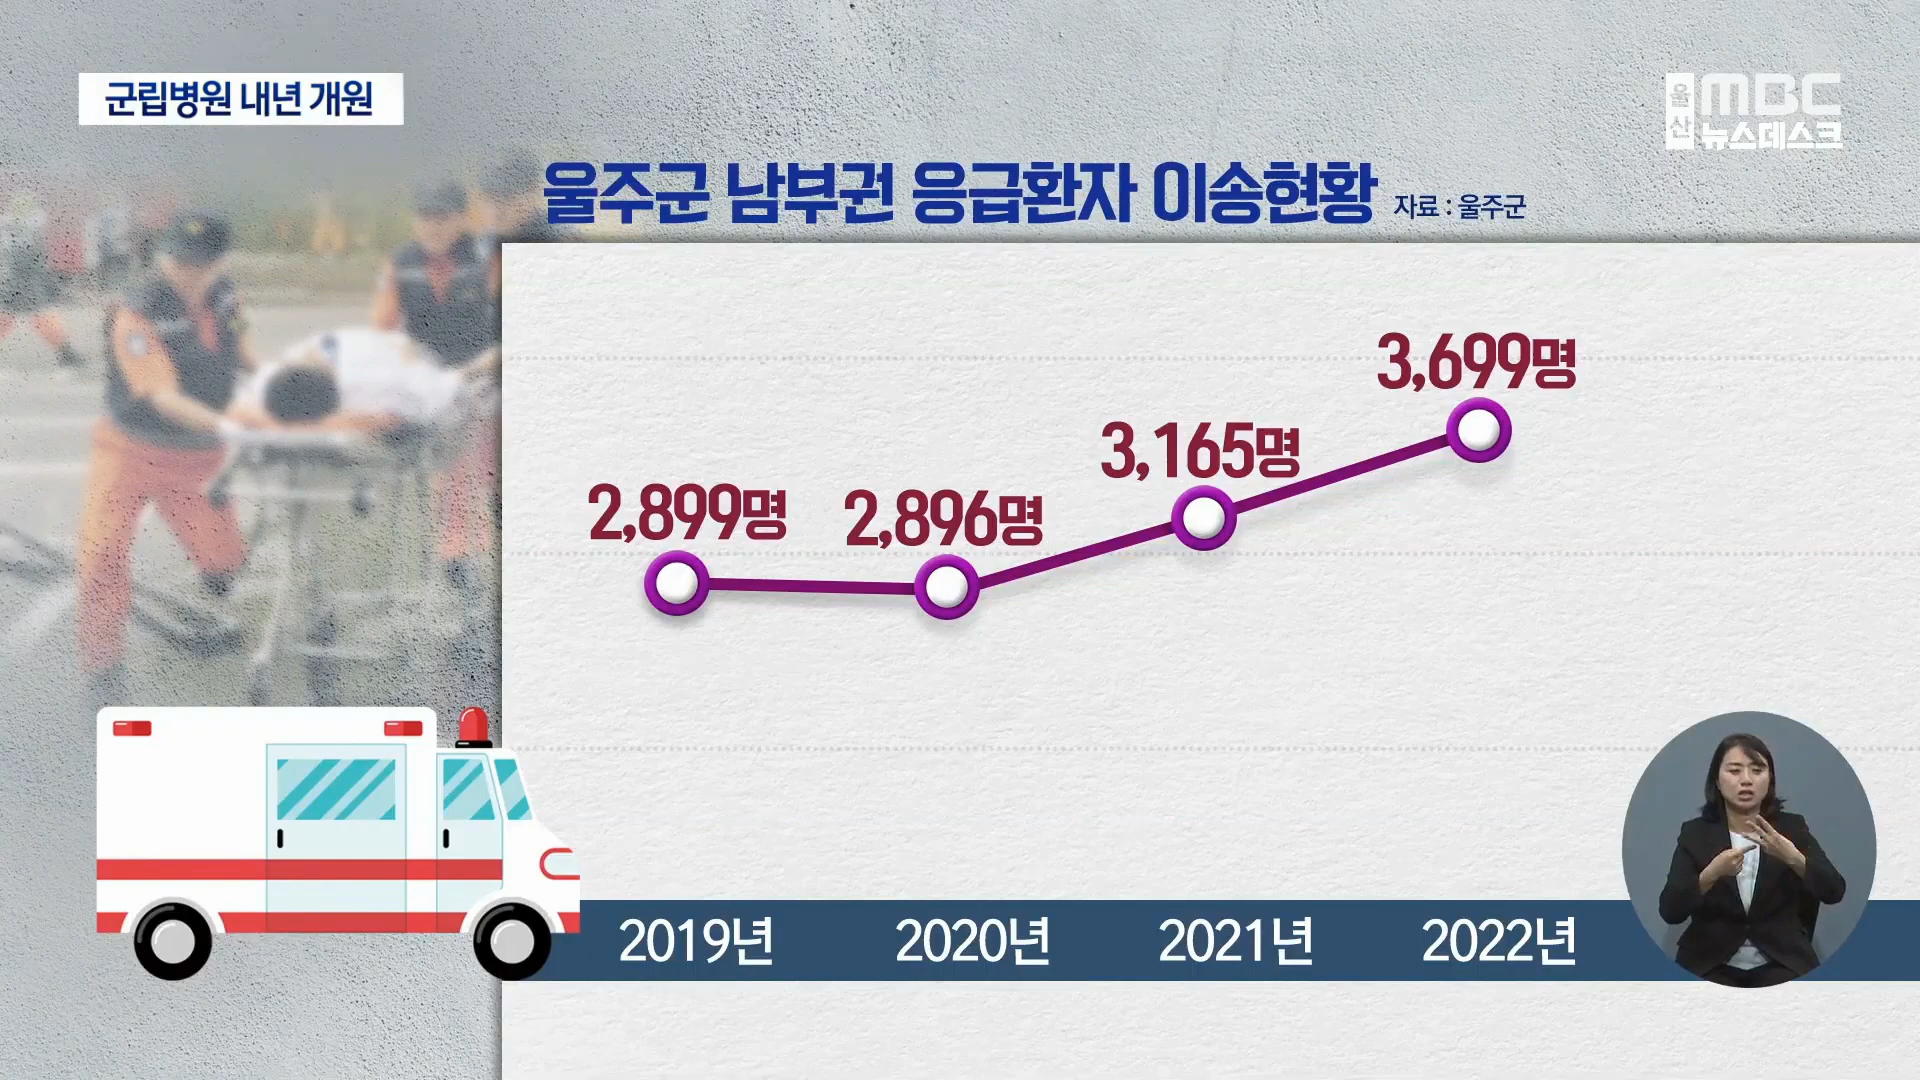 군립병원 내년 개원
울산
MBC
뉴스데스크
울주군 남부권 응급환자 이송현황 자료 : 울주군
2,899명
2,896명
3,165명
3,699명
2019년
2020년
2021년
2022년